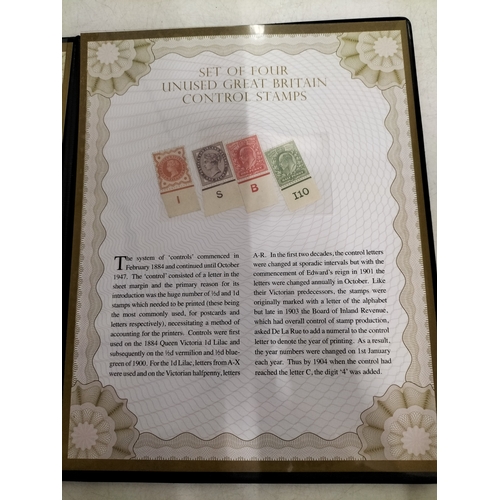 SET OF FOUR
UNUSED GREAT BRITAIN
CONTROL STAMPS
I
S
B
I10
The system of 'controls' commenced in
February 1884 and continued until October
1947. The 'control' consisted of a letter in the
sheet margin and the primary reason for its
introduction was the huge number of ½d and 1d
stamps which needed to be printed (these being
the most commonly used, for postcards and
letters respectively), necessitating a method of
accounting for the printers. Controls were first
used on the 1884 Queen Victoria 1d Lilac and
subsequently on the ½d vermilion and ½d blue-
green of 1900. For the 1d Lilac, letters from A-X
were used and on the Victorian halfpenny, letters
A-R. In the first two decades, the control letters
were changed at sporadic intervals but with the
commencement of Edward's reign in 1901 the
letters were changed annually in October. Like
their Victorian predecessors, the stamps were
originally marked with a letter of the alphabet
but late in 1903 the Board of Inland Revenue,
which had overall control of stamp production,
asked De La Rue to add a numeral to the control
letter to denote the year of printing. As a result,
the year numbers were changed on 1st January
each year. Thus by 1904 when the control had
reached the letter C, the digit '4' was added.